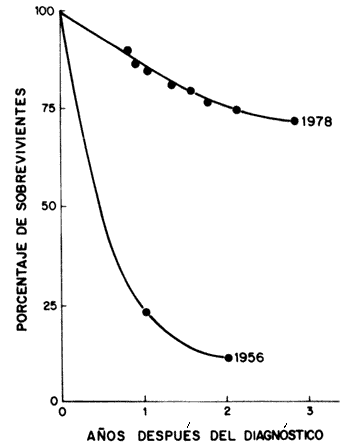 100
75
50
25
0
PORCENTAJE DE SOBREVIVIENTES
1978
1956
0 1 2 3
AÑOS DESPUÉS DEL DIAGNÓSTICO